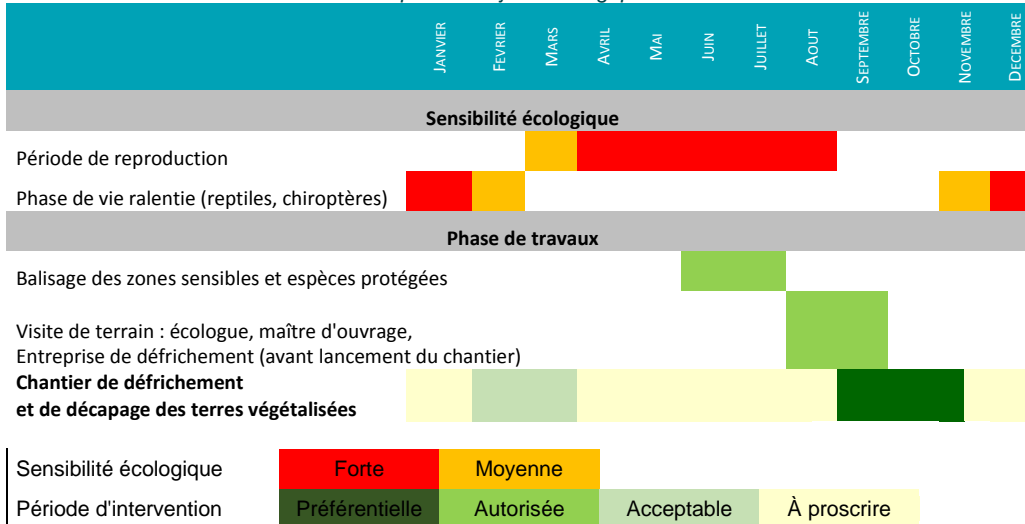 JANVIER
FEVRIER
MARS
AVRIL
MAI
JUIN
JUILLET
AOUT
SEPTEMBRE
OCTOBRE
NOVEMBRE
DECEMBRE
Sensibilité écologique
Période de reproduction
Phase de vie ralentie (reptiles, chiroptères)
Phase de travaux
Balisage des zones sensibles et espèces protégées
Visite de terrain : écologue, maître d'ouvrage,
Entreprise de défrichement (avant lancement du chantier)
Chantier de défrichement
et de décapage des terres végétalisées
Sensibilité écologique Forte Moyenne
Période d'intervention Préférentielle Autorisée Acceptable À proscrire